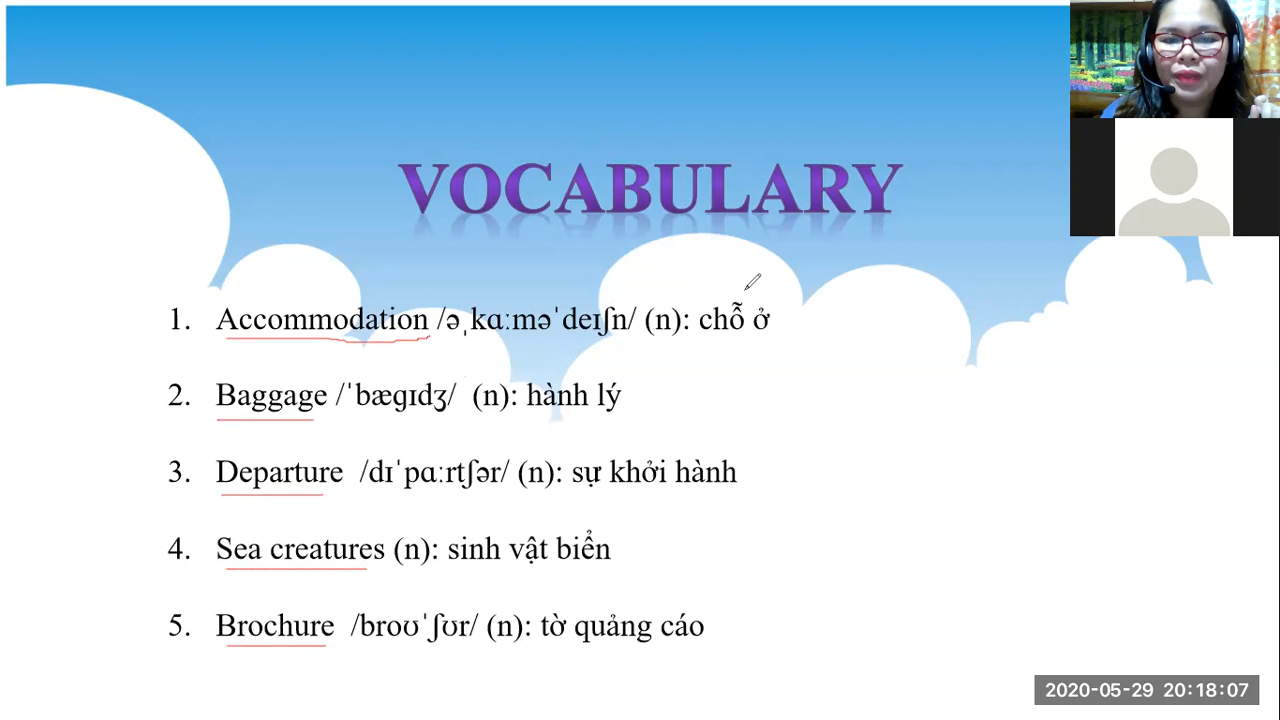 VOCABULARY
1. Accommodation /əˌkɑːməˈdeɪʃn/ (n): chỗ ở
2. Baggage /ˈbæɡɪdʒ/ (n): hành lý
3. Departure /dɪˈpɑːrtʃər/ (n): sự khởi hành
4. Sea creatures (n): sinh vật biển
5. Brochure /broʊˈʃʊr/ (n): tờ quảng cáo
2020-05-29 20:18:07